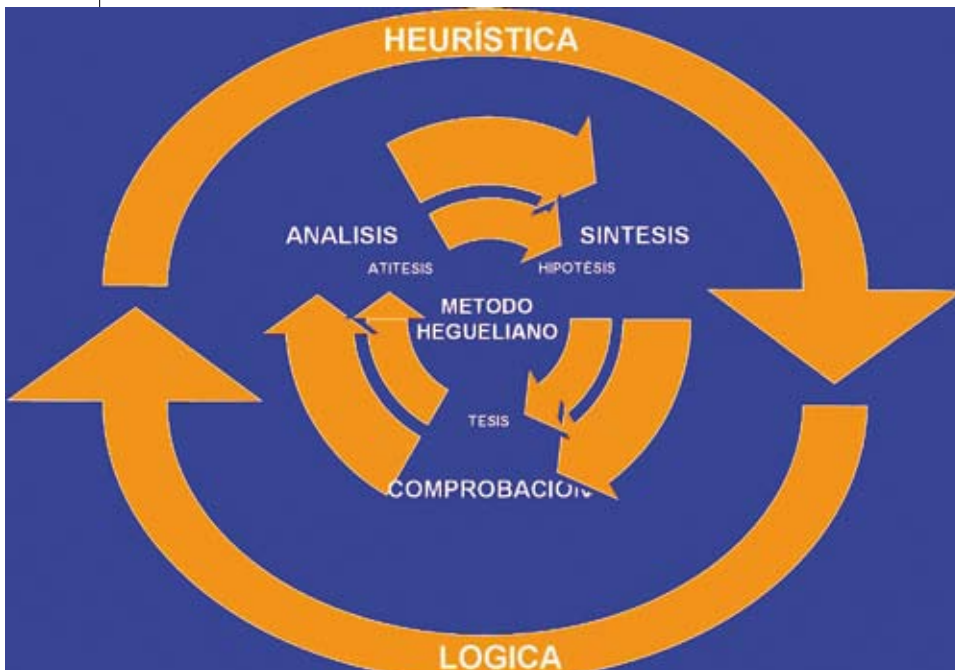 HEURÍSTICA
ANALISIS
SINTESIS
ATITESIS
HIPOTÉSIS
METODO
HEGUELIANO
TESIS
COMPROBACION
LOGICA